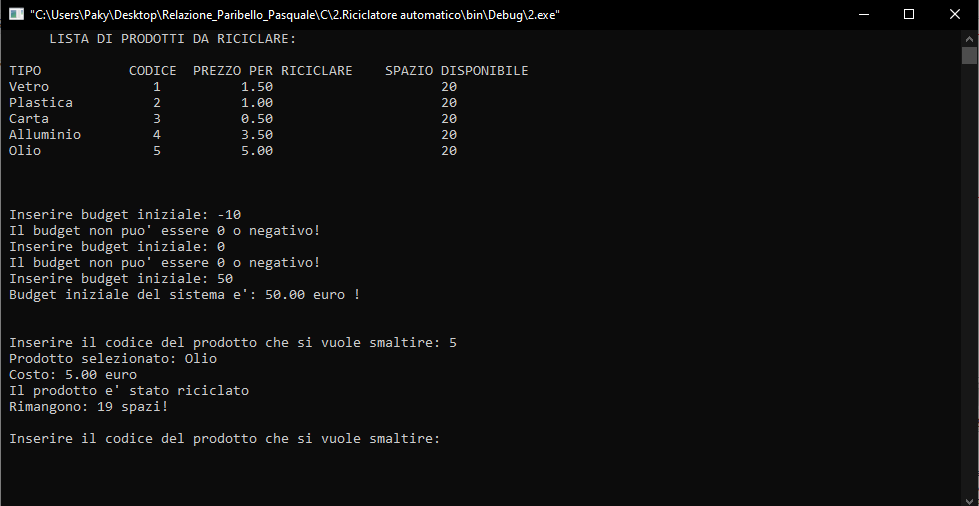 "C:\Users\Paky\Desktop\Relazione_Paribello_Pasquale\C\2.Riciclatore automatico\bin\Debug\2.exe"
LISTA DI PRODOTTI DA RICICLARE:
TIPO CODICE PREZZO PER RICICLARE SPAZIO DISPONIBILE
Vetro 1 1.50 20
Plastica 2 1.00 20
Carta 3 0.50 20
Alluminio 4 3.50 20
Olio 5 5.00 20
Inserire budget iniziale: -10
Il budget non puo' essere 0 o negativo!
Inserire budget iniziale: 0
Il budget non puo' essere 0 o negativo!
Inserire budget iniziale: 50
Budget iniziale del sistema e': 50.00 euro !
Inserire il codice del prodotto che si vuole smaltire: 5
Prodotto selezionato: Olio
Costo: 5.00 euro
Il prodotto e' stato riciclato
Rimangono: 19 spazi!
Inserire il codice del prodotto che si vuole smaltire: